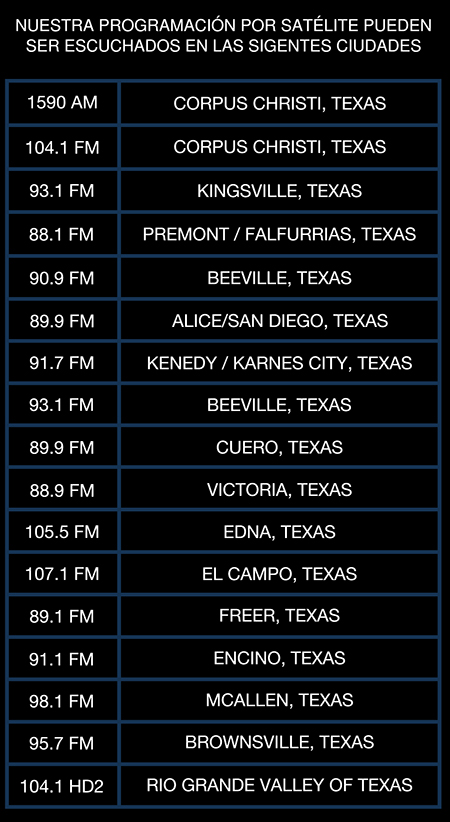 NUESTRA PROGRAMACIÓN POR SATÉLITE PUEDEN
SER ESCUCHADOS EN LAS SIGENTES CIUDADES
1590 AM CORPUS CHRISTI, TEXAS
104.1 FM CORPUS CHRISTI, TEXAS
93.1 FM KINGSVILLE, TEXAS
88.1 FM PREMONT / FALFURRIAS, TEXAS
90.9 FM BEEVILLE, TEXAS
89.9 FM ALICE/SAN DIEGO, TEXAS
91.7 FM KENEDY / KARNES CITY, TEXAS
93.1 FM BEEVILLE, TEXAS
89.9 FM CUERO, TEXAS
88.9 FM VICTORIA, TEXAS
105.5 FM EDNA, TEXAS
107.1 FM EL CAMPO, TEXAS
89.1 FM FREER, TEXAS
91.1 FM ENCINO, TEXAS
98.1 FM MCALLEN, TEXAS
95.7 FM BROWNSVILLE, TEXAS
104.1 HD2 RIO GRANDE VALLEY OF TEXAS